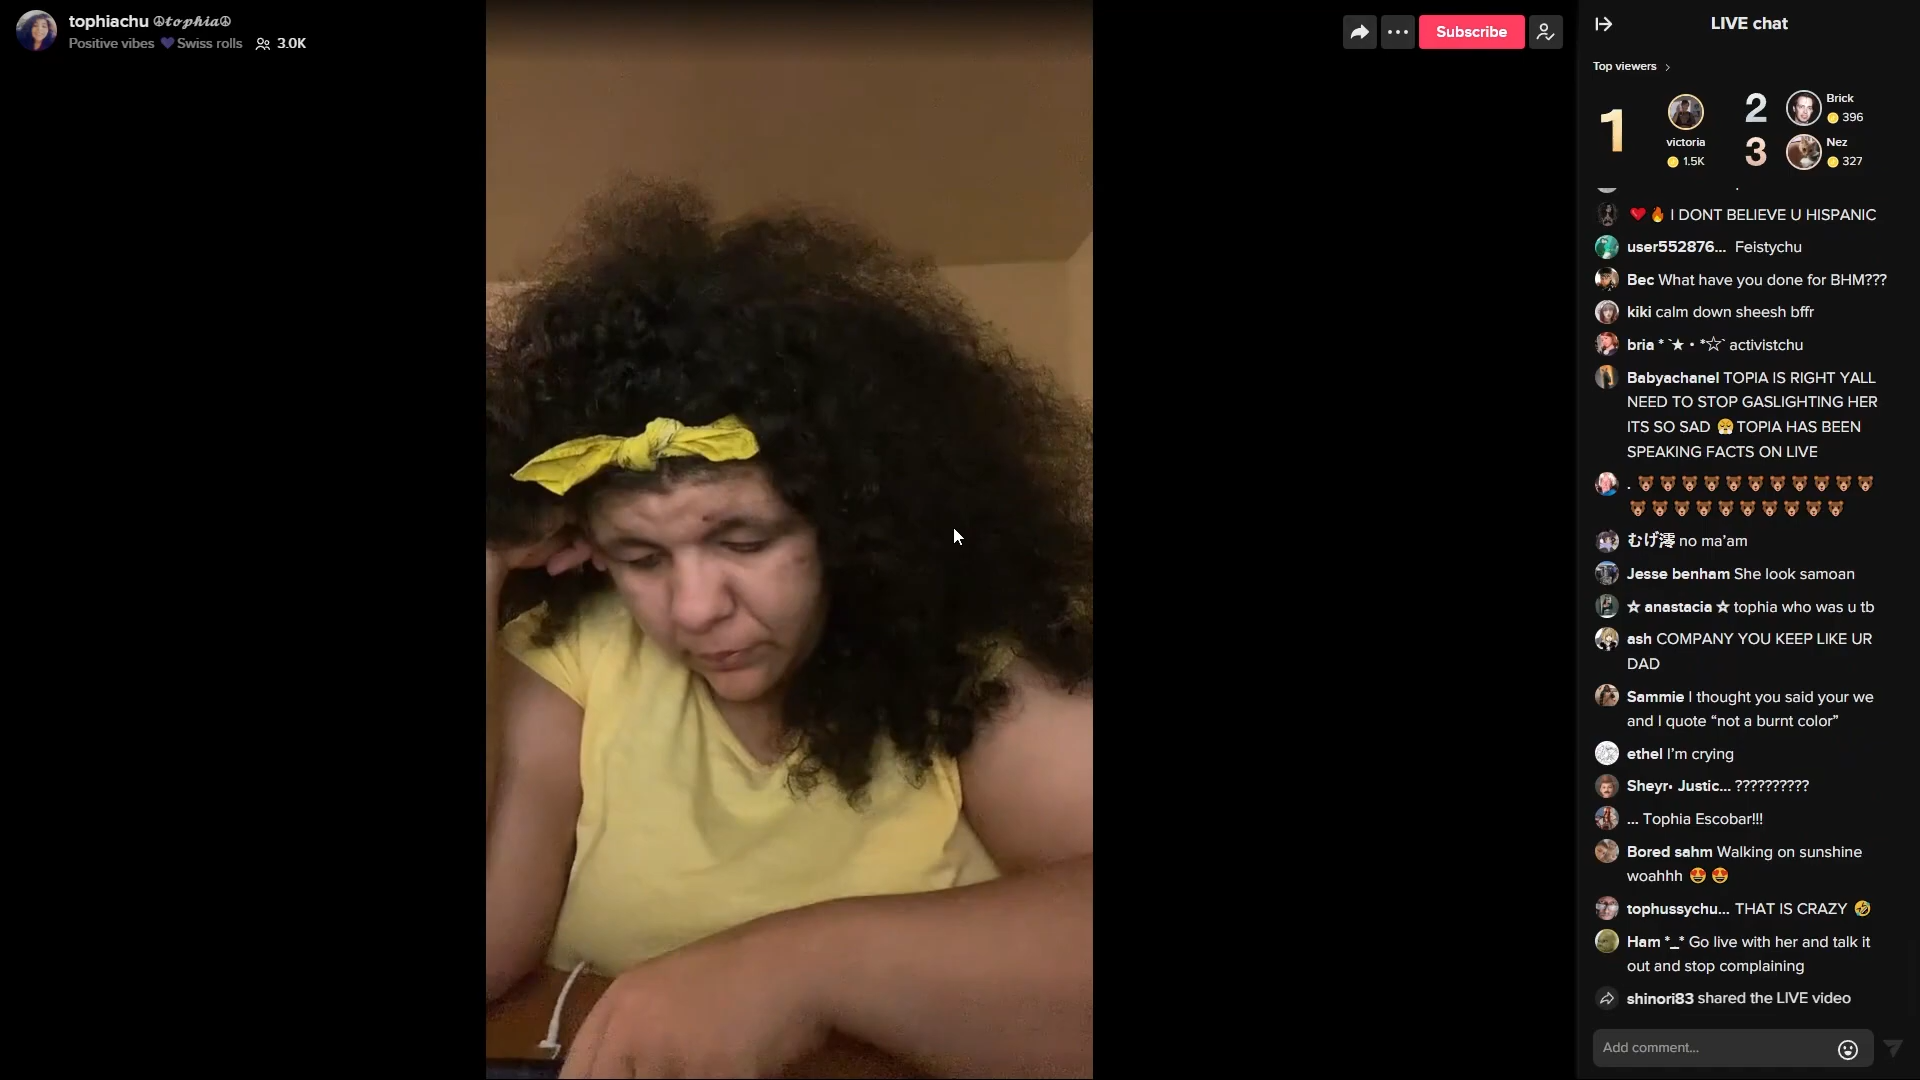 tophiachu ☮𝓽𝓸𝓹𝓱𝓲𝓪☮
Positive vibes 💜Swiss rolls 3.0K
Subscribe
LIVE chat
Top viewers >
1
victoria
1.5K
2
Brick
396
3
Nez
327
❤️🔥 I DONT BELIEVE U HISPANIC
user552876... Feistychu
Bec What have you done for BHM???
kiki calm down sheesh bffr
bria * `★ • *☆` activistchu
Babyachanel TOPIA IS RIGHT YALL
NEED TO STOP GASLIGHTING HER
ITS SO SAD 😤 TOPIA HAS BEEN
SPEAKING FACTS ON LIVE
. 🐻🐻🐻🐻🐻🐻🐻🐻🐻🐻🐻
🐻🐻🐻🐻🐻🐻🐻🐻🐻🐻
むげ澪 no ma’am
Jesse benham She look samoan
☆ anastacia ☆ tophia who was u tb
ash COMPANY YOU KEEP LIKE UR
DAD
Sammie I thought you said your we
and I quote “not a burnt color”
ethel I’m crying
Sheyr• Justic... ??????????
... Tophia Escobar!!!
Bored sahm Walking on sunshine
woahhh 😍 😍
tophussychu... THAT IS CRAZY 🤣
Ham *_* Go live with her and talk it
out and stop complaining
shinori83 shared the LIVE video
Add comment...